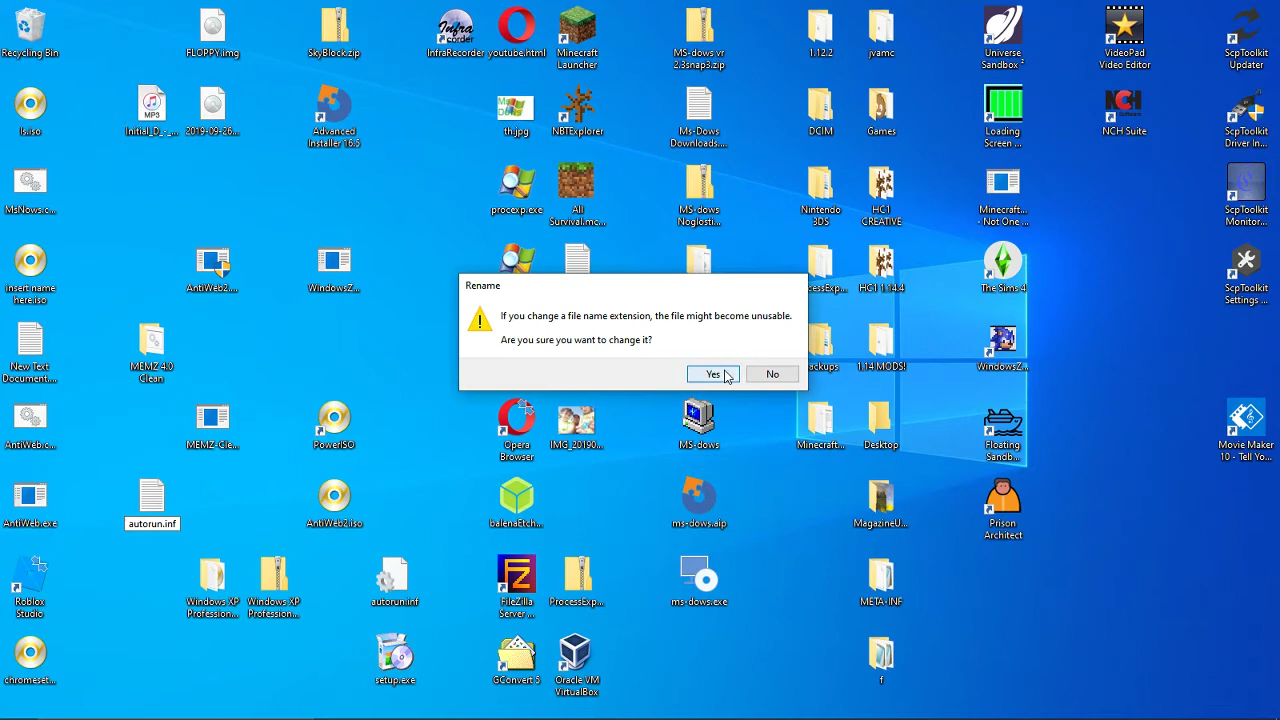 Recycling Bin
FLOPPY.img
SkyBlock.zip
InfraRecorder
youtube.html
Minecraft
Launcher
MS-dows vr
2.3snap3.zip
1.12.2
jvamc
Universe
Sandbox ²
VideoPad
Video Editor
ScpToolkit
Updater
ls.iso
MP3
Initial_D_-_...
2019-09-26...
Advanced
Installer 16.5
th.jpg
NBTExplorer
Ms-Dows
Downloads....
DCIM
Games
Loading
Screen ...
NCH
NCH Suite
ScpToolkit
Driver In...
MsNows.c...
procexp.exe
All
Survival.mc...
MS-dows
Noglosti...
Nintendo
3DS
HC1
CREATIVE
Minecraft...
- Not One ...
ScpToolkit
Monitor...
insert name
here.iso
AntiWeb2....
WindowsZ...
cessExp...
HC1 1.14.4
The Sims 4
ScpToolkit
Settings ...
Rename
If you change a file name extension, the file might become unusable.
Are you sure you want to change it?
Yes
No
New Text
Document...
MEMZ 4.0
Clean
ackups
1.14 MODS!
WindowsZ...
AntiWeb.c...
MEMZ-Cle...
PowerISO
Opera
Browser
IMG_20190...
MS-dows
Minecraft...
Desktop
Floating
Sandb...
Movie Maker
10 - Tell Yo...
AntiWeb.exe
autorun.inf
AntiWeb2.iso
balenaEtch...
ms-dows.aip
MagazineU...
Prison
Architect
Roblox
Studio
Windows XP
Profession...
Windows XP
Profession...
autorun.inf
FileZilla
Server ...
ProcessExp...
ms-dows.exe
META-INF
chromeset...
setup.exe
GConvert 5
Oracle VM
VirtualBox
f